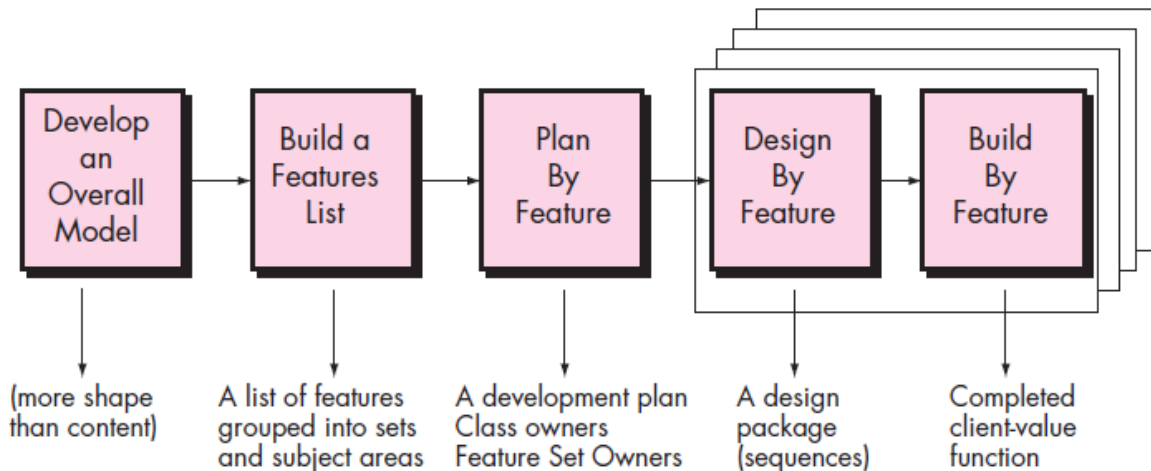 Develop
an
Overall
Model
Build a
Features
List
Plan
By
Feature
Design
By
Feature
Build
By
Feature
(more shape
than content)
A list of features
grouped into sets
and subject areas
A development plan
Class owners
Feature Set Owners
A design
package
(sequences)
Completed
client-value
function